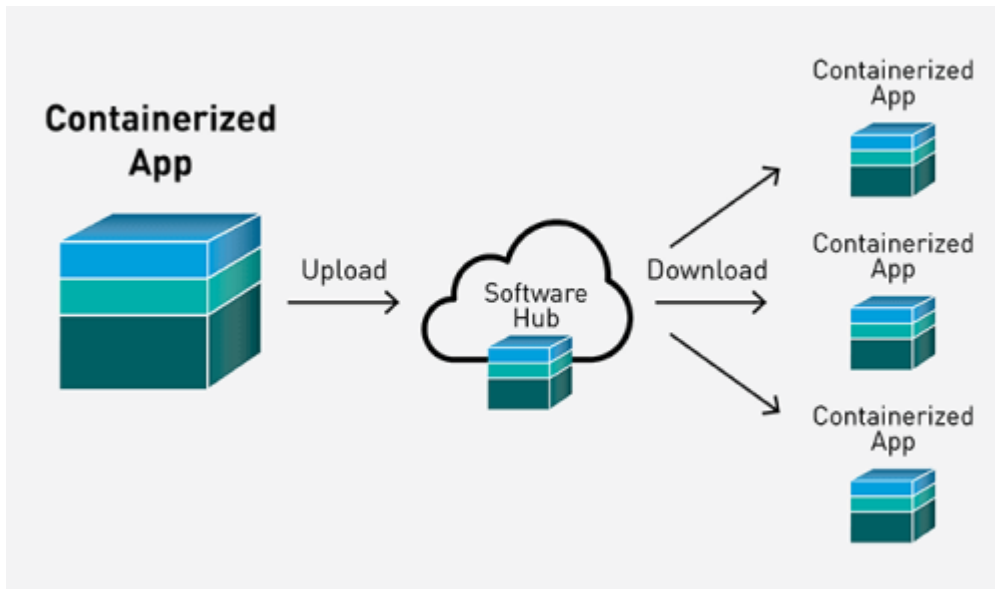 Containerized
App
Upload
Software
Hub
Download
Containerized
App
Containerized
App
Containerized
App